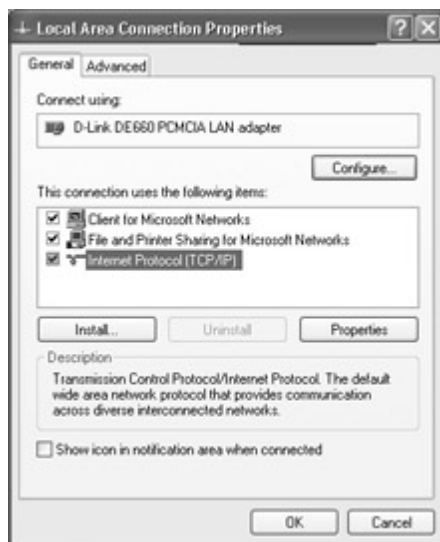 Local Area Connection Properties
General Advanced
Connect using:
D-Link DE660 PCMCIA LAN adapter
Configure...
This connection uses the following items:
Client for Microsoft Networks
File and Printer Sharing for Microsoft Networks
Internet Protocol (TCP/IP)
Install... Uninstall Properties
Description
Transmission Control Protocol/Internet Protocol. The default
wide area network protocol that provides communication
across diverse interconnected networks.
Show icon in notification area when connected
OK Cancel